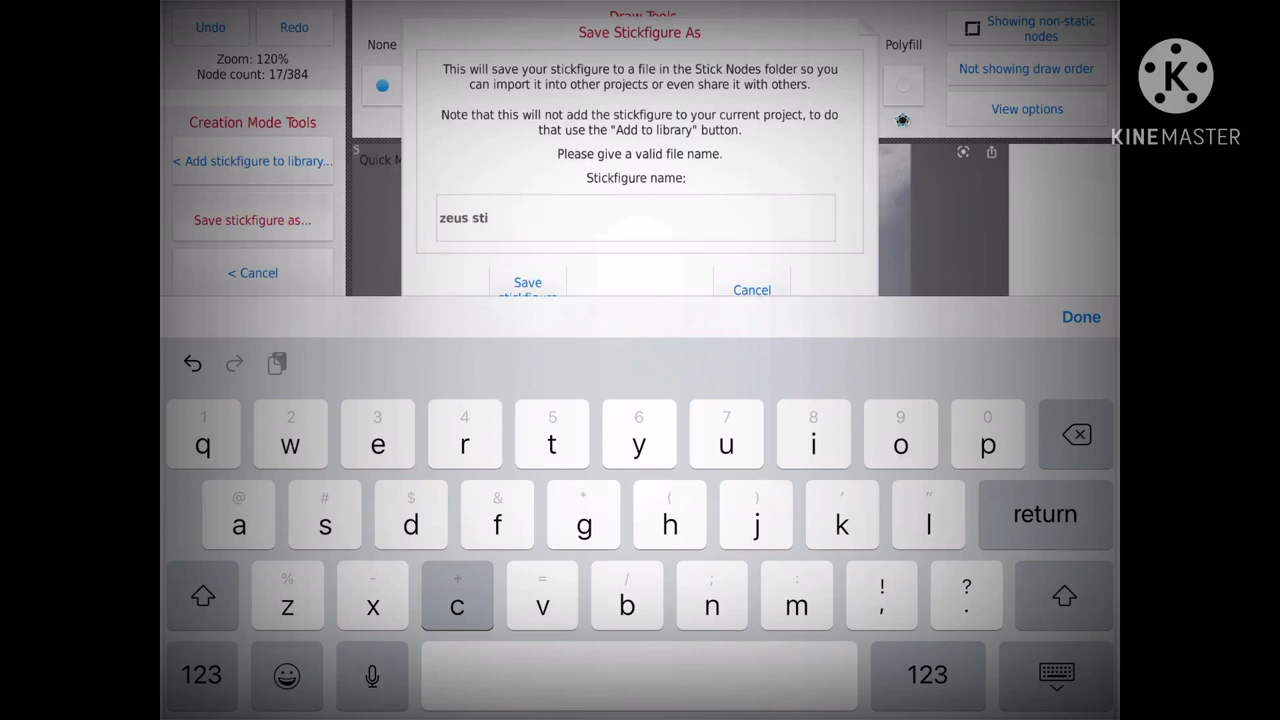 Undo
Redo
Zoom: 120%
Node count: 17/384
Creation Mode Tools
< Add stickfigure to library...
Save stickfigure as...
< Cancel
Draw Tools
None
Polyfill
S
Quick M
Showing non-static
nodes
Not showing draw order
View options
K
KINEMASTER
Save Stickfigure As
This will save your stickfigure to a file in the Stick Nodes folder so you
can import it into other projects or even share it with others.
Note that this will not add the stickfigure to your current project, to do
that use the "Add to library" button.
Please give a valid file name.
Stickfigure name:
zeus sti
Save
stickfigure
Cancel
Done
1 2 3 4 5 6 7 8 9 0
q w e r t y u i o p
@ # $ & * ( ) ' "
a s d f g h j k l return
% - + = / ; : ! ?
z x c v b n m , .
123 123